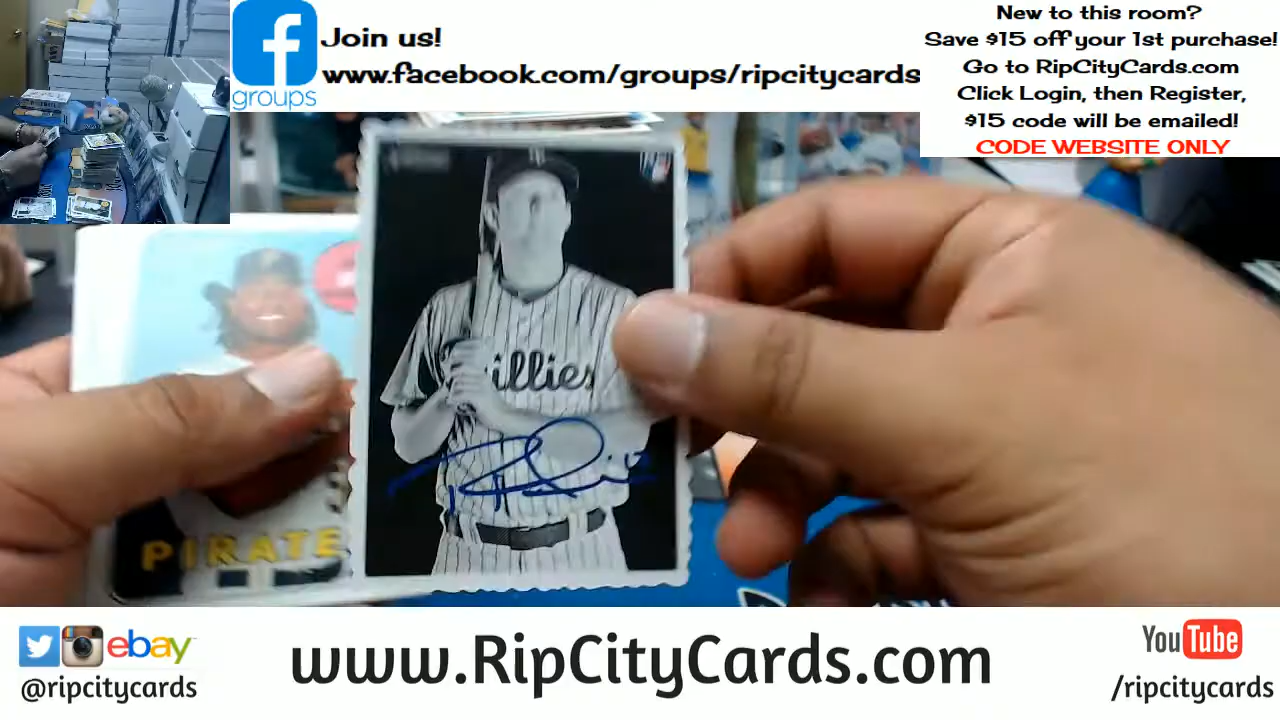 Join us!
www.facebook.com/groups/ripcitycards
groups
New to this room?
Save $15 off your 1st purchase!
Go to RipCityCards.com
Click Login, then Register,
$15 code will be emailed!
CODE WEBSITE ONLY
illies
PIRATE
ebay
@ripcitycards
www.RipCityCards.com
YouTube
/ripcitycards